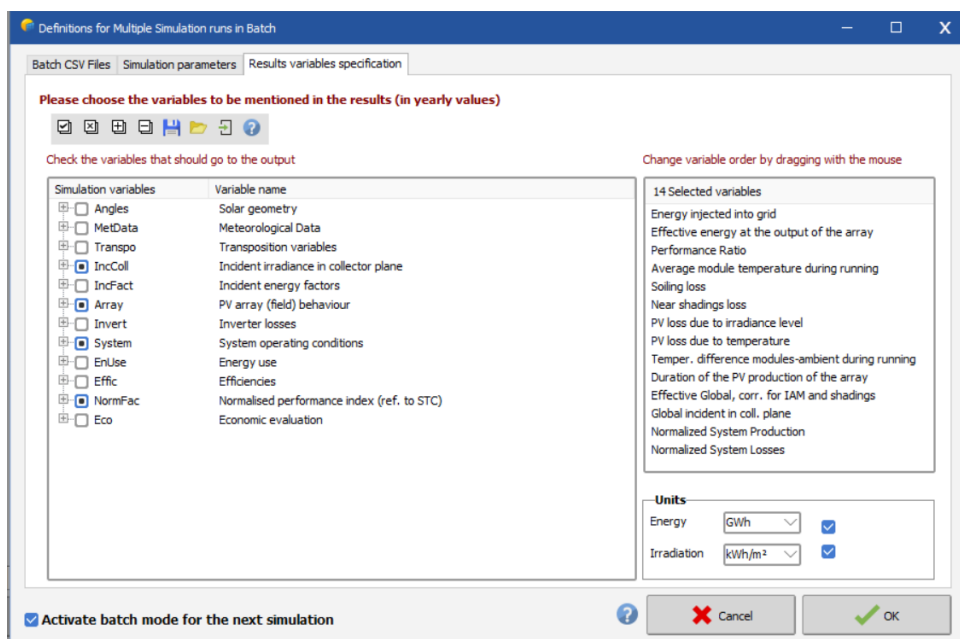 Definitions for Multiple Simulation runs in Batch
Batch CSV Files Simulation parameters Results variables specification
Please choose the variables to be mentioned in the results (in yearly values)
Check the variables that should go to the output
Change variable order by dragging with the mouse
Simulation variables Variable name
Angles Solar geometry
MetData Meteorological Data
Transpo Transposition variables
IncColl Incident irradiance in collector plane
IncFact Incident energy factors
Array PV array (field) behaviour
Invert Inverter losses
System System operating conditions
EnUse Energy use
Effic Efficiencies
NormFac Normalised performance index (ref. to STC)
Eco Economic evaluation
14 Selected variables
Energy injected into grid
Effective energy at the output of the array
Performance Ratio
Average module temperature during running
Soiling loss
Near shadings loss
PV loss due to irradiance level
PV loss due to temperature
Temper. difference modules-ambient during running
Duration of the PV production of the array
Effective Global, corr. for IAM and shadings
Global incident in coll. plane
Normalized System Production
Normalized System Losses
Units
Energy GWh
Irradiation kWh/m²
Activate batch mode for the next simulation
? Cancel OK